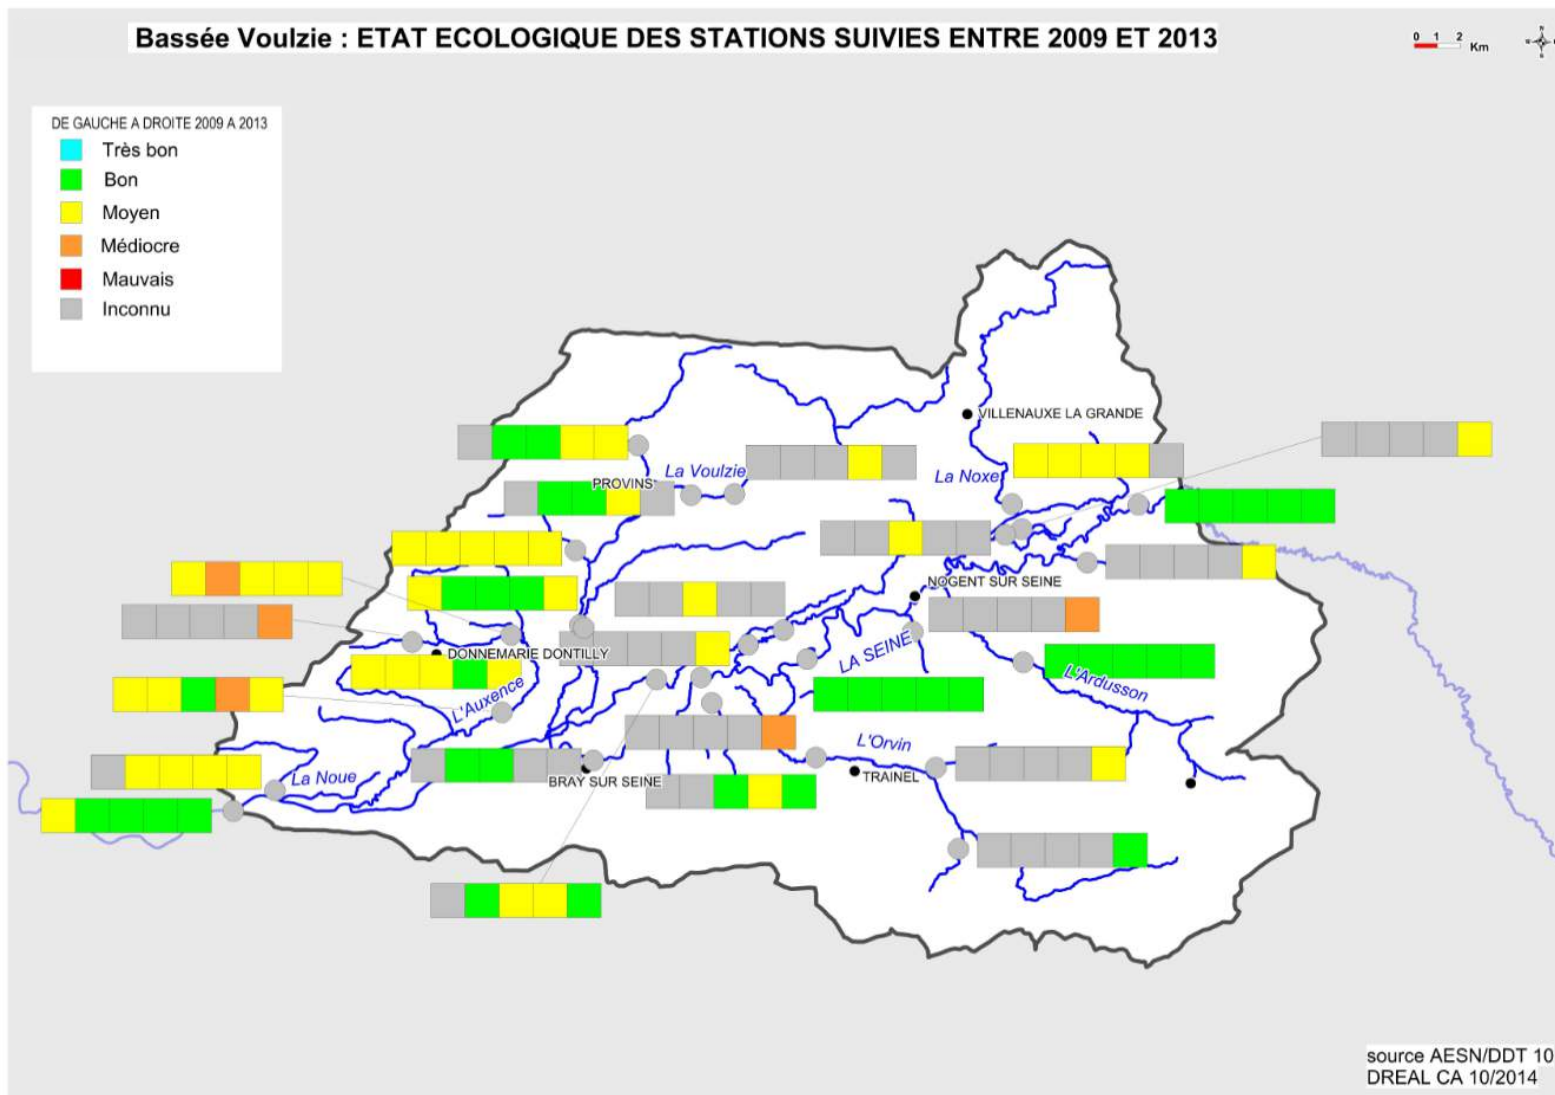 Bassée Voulzie : ETAT ECOLOGIQUE DES STATIONS SUIVIES ENTRE 2009 ET 2013
0 1 2 Km
DE GAUCHE A DROITE 2009 A 2013
Très bon
Bon
Moyen
Médiocre
Mauvais
Inconnu
VILLENAUXE LA GRANDE
La Voulzie
La Noxe
PROVINS
NOGENT SUR SEINE
LA SEINE
DONNEMARIE DONTILLY
L'Auxence
L'Ardusson
L'Orvin
La Noue
BRAY SUR SEINE
TRAINEL
source AESN/DDT 10
DREAL CA 10/2014